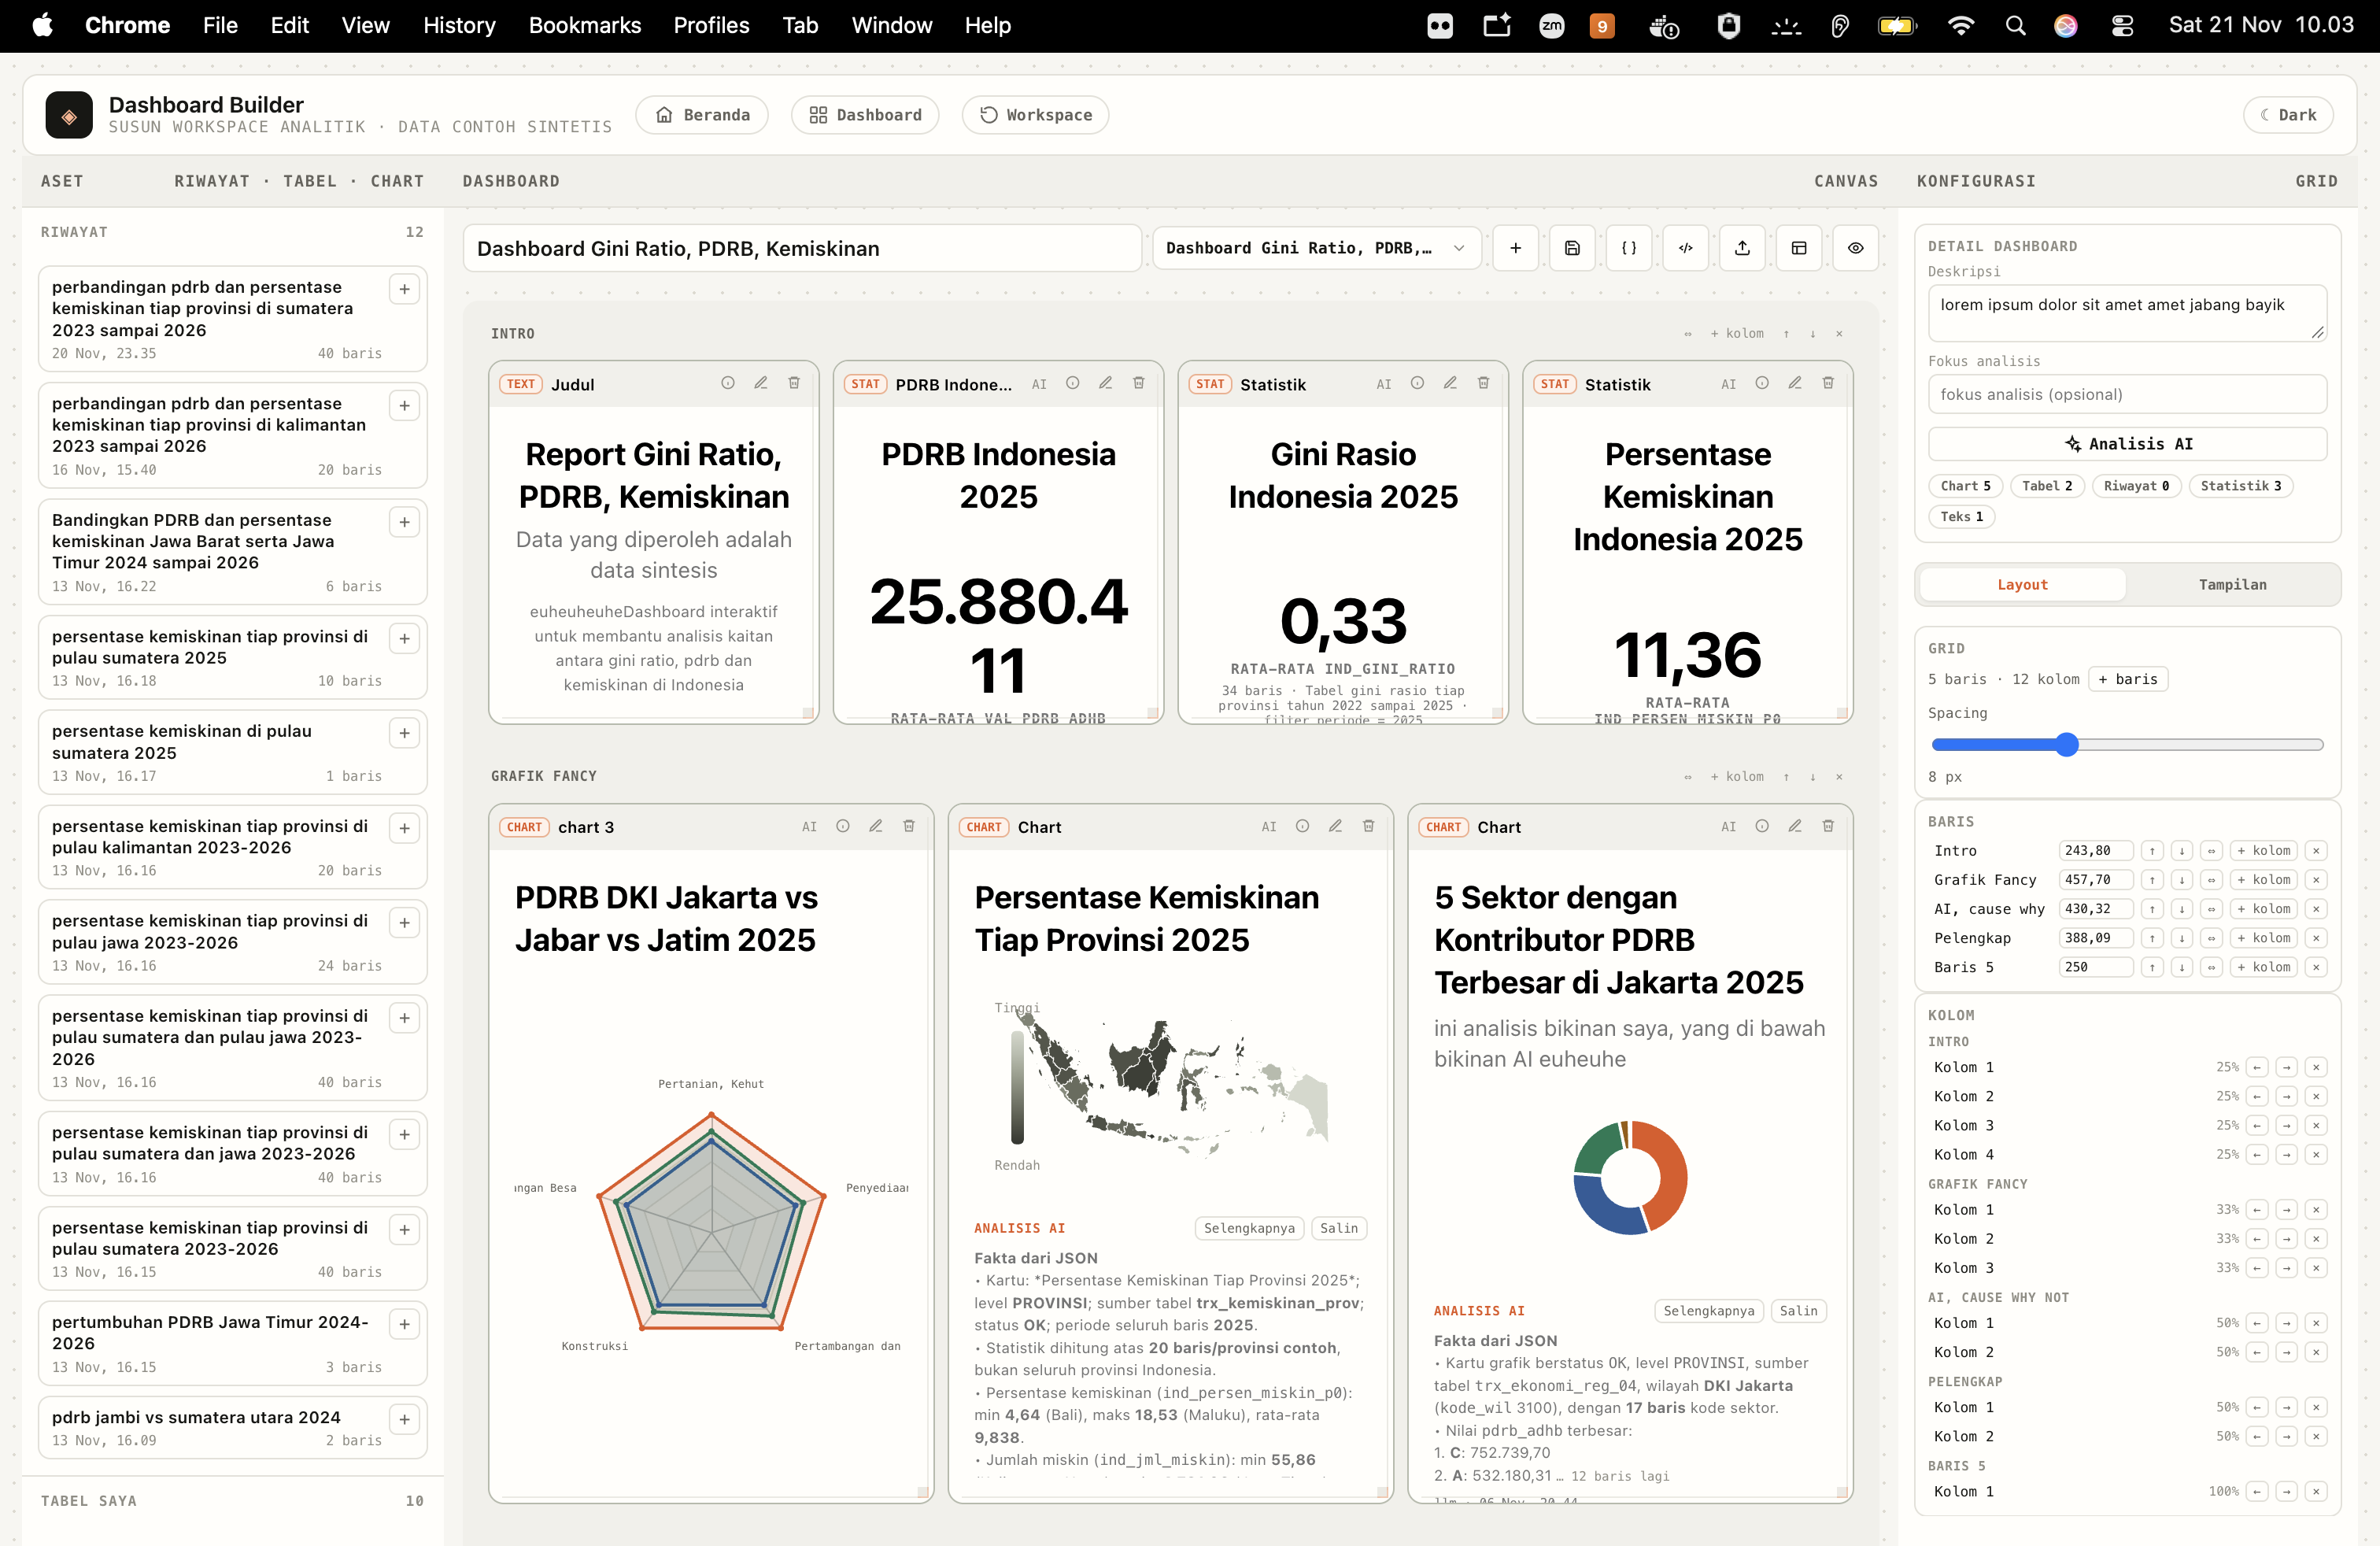 Chrome File Edit View History Bookmarks Profiles Tab Window Help zm 9 Sat 21 Nov 10.03
Dashboard Builder
SUSUN WORKSPACE ANALITIK · DATA CONTOH SINTETIS
Beranda Dashboard Workspace
Dark
ASET RIWAYAT · TABEL · CHART
RIWAYAT 12
perbandingan pdrb dan persentase
kemiskinan tiap provinsi di sumatera
2023 sampai 2026
20 Nov, 23.35 40 baris
perbandingan pdrb dan persentase
kemiskinan tiap provinsi di kalimantan
2023 sampai 2026
16 Nov, 15.40 20 baris
Bandingkan PDRB dan persentase
kemiskinan Jawa Barat serta Jawa
Timur 2024 sampai 2026
13 Nov, 16.22 6 baris
persentase kemiskinan tiap provinsi di
pulau sumatera 2025
13 Nov, 16.18 10 baris
persentase kemiskinan di pulau
sumatera 2025
13 Nov, 16.17 1 baris
persentase kemiskinan tiap provinsi di
pulau kalimantan 2023-2026
13 Nov, 16.16 20 baris
persentase kemiskinan tiap provinsi di
pulau jawa 2023-2026
13 Nov, 16.16 24 baris
persentase kemiskinan tiap provinsi di
pulau sumatera dan pulau jawa 2023-
2026
13 Nov, 16.16 40 baris
persentase kemiskinan tiap provinsi di
pulau sumatera dan jawa 2023-2026
13 Nov, 16.16 40 baris
persentase kemiskinan tiap provinsi di
pulau sumatera 2023-2026
13 Nov, 16.15 40 baris
pertumbuhan PDRB Jawa Timur 2024-
2026
13 Nov, 16.15 3 baris
pdrb jambi vs sumatera utara 2024
13 Nov, 16.09 2 baris
TABEL SAYA 10
DASHBOARD CANVAS
Dashboard Gini Ratio, PDRB, Kemiskinan
Dashboard Gini Ratio, PDRB,…
INTRO + kolom ↑ ↓ ×
TEXT Judul
Report Gini Ratio,
PDRB, Kemiskinan
Data yang diperoleh adalah
data sintesis
euheuheuheDashboard interaktif
untuk membantu analisis kaitan
antara gini ratio, pdrb dan
kemiskinan di Indonesia
STAT PDRB Indone... AI
PDRB Indonesia
2025
25.880.4
11
RATA-RATA VAL_PDRB_ADHB
STAT Statistik AI
Gini Rasio
Indonesia 2025
0,33
RATA-RATA IND_GINI_RATIO
34 baris · Tabel gini rasio tiap
provinsi tahun 2022 sampai 2025 ·
filter periode = 2025
STAT Statistik AI
Persentase
Kemiskinan
Indonesia 2025
11,36
RATA-RATA
IND_PERSEN_MISKIN_P0
GRAFIK FANCY + kolom ↑ ↓ ×
CHART chart 3 AI
PDRB DKI Jakarta vs
Jabar vs Jatim 2025
Pertanian, Kehut
ngan Besa
Penyediaan
Konstruksi
Pertambangan dan
CHART Chart AI
Persentase Kemiskinan
Tiap Provinsi 2025
Tinggi
Rendah
ANALISIS AI Selengkapnya Salin
Fakta dari JSON
• Kartu: *Persentase Kemiskinan Tiap Provinsi 2025*;
level PROVINSI; sumber tabel trx_kemiskinan_prov;
status OK; periode seluruh baris 2025.
• Statistik dihitung atas 20 baris/provinsi contoh,
bukan seluruh provinsi Indonesia.
• Persentase kemiskinan (ind_persen_miskin_p0):
min 4,64 (Bali), maks 18,53 (Maluku), rata-rata
9,838.
• Jumlah miskin (ind_jml_miskin): min 55,86
CHART Chart AI
5 Sektor dengan
Kontributor PDRB
Terbesar di Jakarta 2025
ini analisis bikinan saya, yang di bawah
bikinan AI euheuhe
ANALISIS AI Selengkapnya Salin
Fakta dari JSON
• Kartu grafik berstatus OK, level PROVINSI, sumber
tabel trx_ekonomi_reg_04, wilayah DKI Jakarta
(kode_wil 3100), dengan 17 baris kode sektor.
• Nilai pdrb_adhb terbesar:
1. C: 752.739,70
2. A: 532.180,31 … 12 baris lagi
llm · 06 Nov, 20.44
KONFIGURASI GRID
DETAIL DASHBOARD
Deskripsi
lorem ipsum dolor sit amet amet jabang bayik
Fokus analisis
fokus analisis (opsional)
Analisis AI
Chart 5 Tabel 2 Riwayat 0 Statistik 3
Teks 1
Layout Tampilan
GRID
5 baris · 12 kolom + baris
Spacing
8 px
BARIS
Intro 243,80 ↑ ↓ ⇔ + kolom ×
Grafik Fancy 457,70 ↑ ↓ ⇔ + kolom ×
AI, cause why 430,32 ↑ ↓ ⇔ + kolom ×
Pelengkap 388,09 ↑ ↓ ⇔ + kolom ×
Baris 5 250 ↑ ↓ ⇔ + kolom ×
KOLOM
INTRO
Kolom 1 25% ← → ×
Kolom 2 25% ← → ×
Kolom 3 25% ← → ×
Kolom 4 25% ← → ×
GRAFIK FANCY
Kolom 1 33% ← → ×
Kolom 2 33% ← → ×
Kolom 3 33% ← → ×
AI, CAUSE WHY NOT
Kolom 1 50% ← → ×
Kolom 2 50% ← → ×
PELENGKAP
Kolom 1 50% ← → ×
Kolom 2 50% ← → ×
BARIS 5
Kolom 1 100% ← → ×